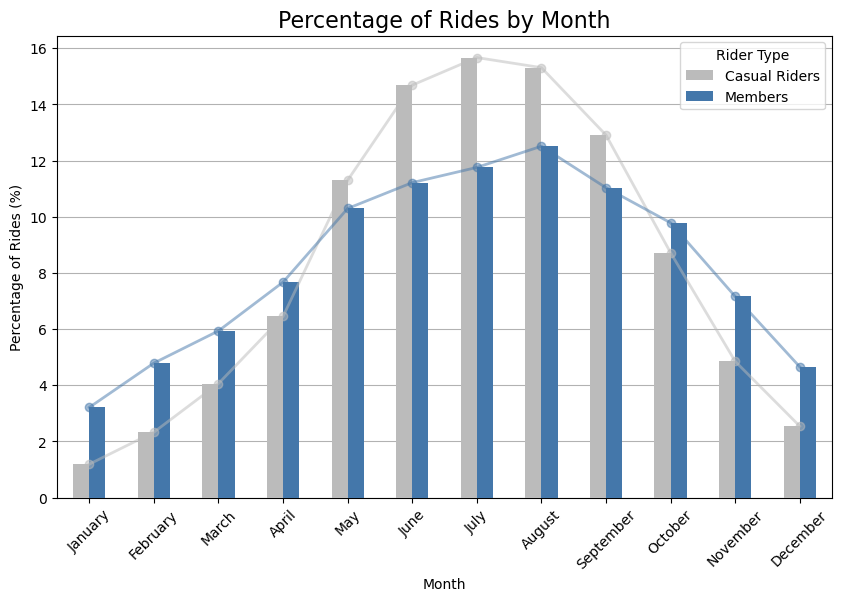 Percentage of Rides by Month
Rider Type
Casual Riders
Members
Percentage of Rides (%)
16
14
12
10
8
6
4
2
0
January
February
March
April
May
June
July
August
September
October
November
December
Month